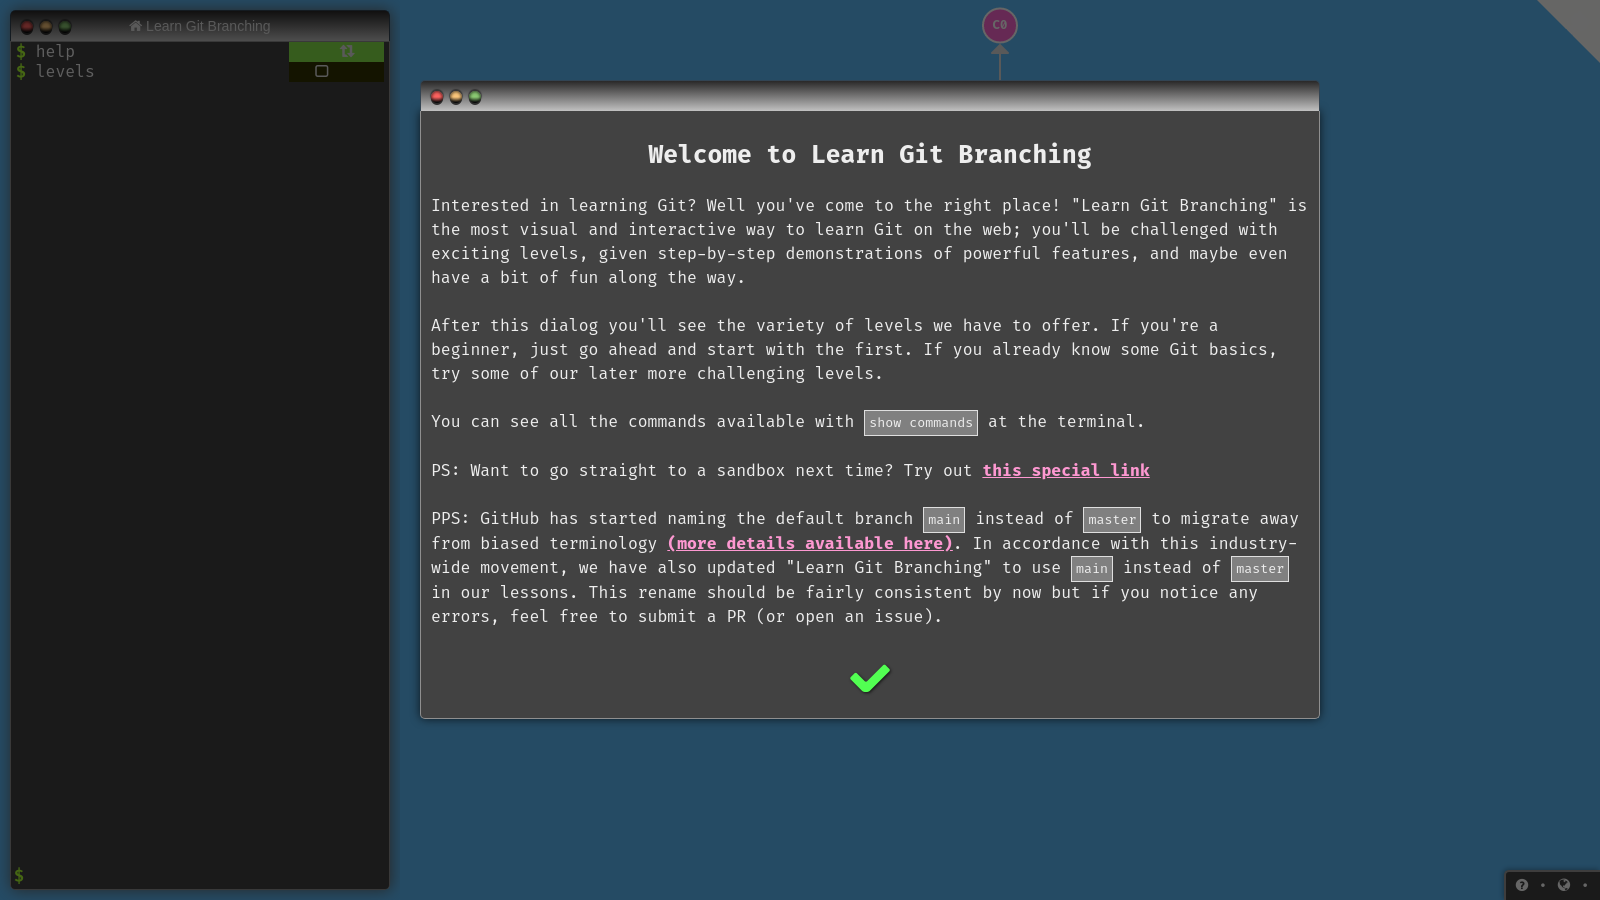 Learn Git Branching
$ help
$ levels
C0
Welcome to Learn Git Branching
Interested in learning Git? Well you've come to the right place! "Learn Git Branching" is
the most visual and interactive way to learn Git on the web; you'll be challenged with
exciting levels, given step-by-step demonstrations of powerful features, and maybe even
have a bit of fun along the way.
After this dialog you'll see the variety of levels we have to offer. If you're a
beginner, just go ahead and start with the first. If you already know some Git basics,
try some of our later more challenging levels.
You can see all the commands available with show commands at the terminal.
PS: Want to go straight to a sandbox next time? Try out this special link
PPS: GitHub has started naming the default branch main instead of master to migrate away
from biased terminology (more details available here). In accordance with this industry-
wide movement, we have also updated "Learn Git Branching" to use main instead of master
in our lessons. This rename should be fairly consistent by now but if you notice any
errors, feel free to submit a PR (or open an issue).
$